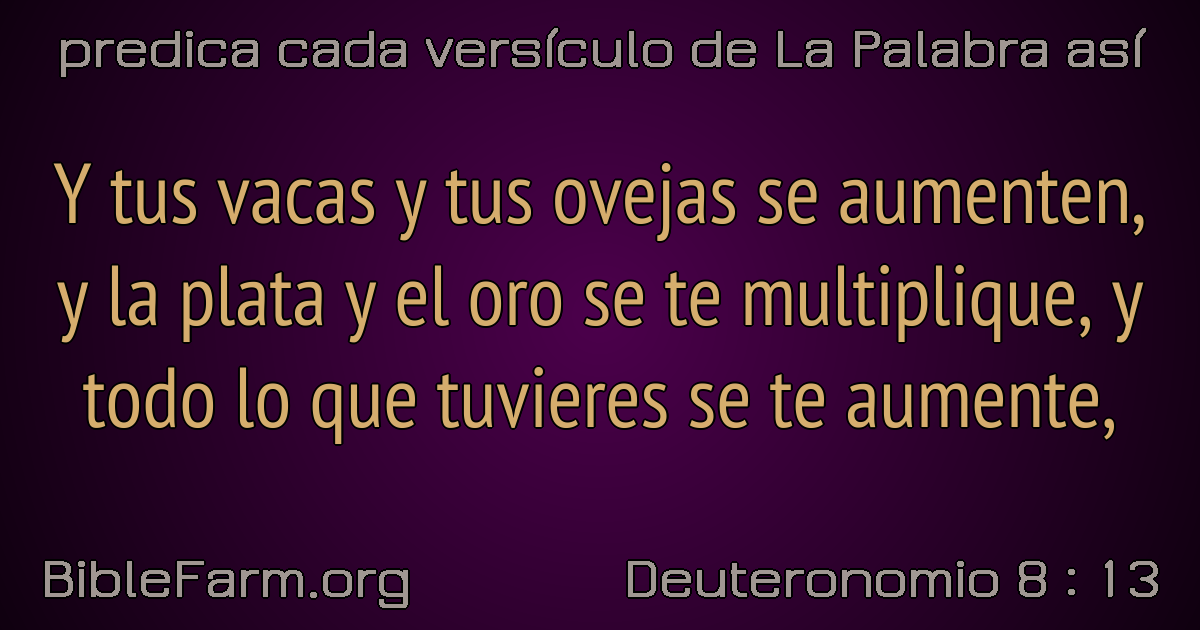 predica cada versículo de La Palabra así
Y tus vacas y tus ovejas se aumenten,
y la plata y el oro se te multiplique, y
todo lo que tuvieres se te aumente,
BibleFarm.org
Deuteronomio 8 : 13